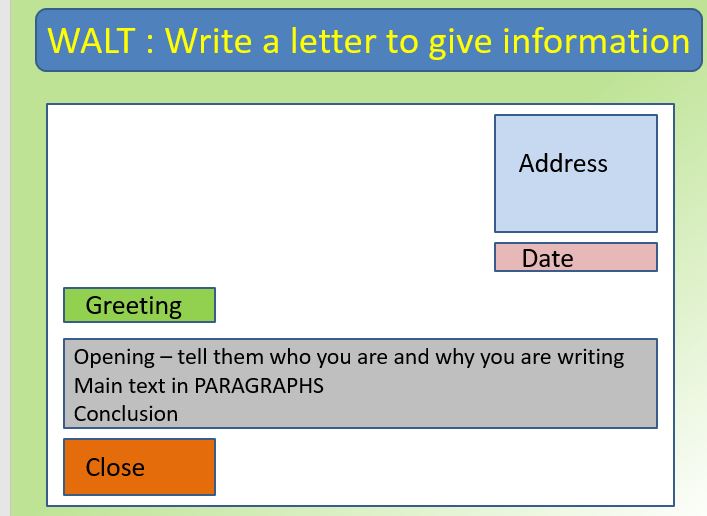 WALT : Write a letter to give information
Address
Date
Greeting
Opening – tell them who you are and why you are writing
Main text in PARAGRAPHS
Conclusion
Close